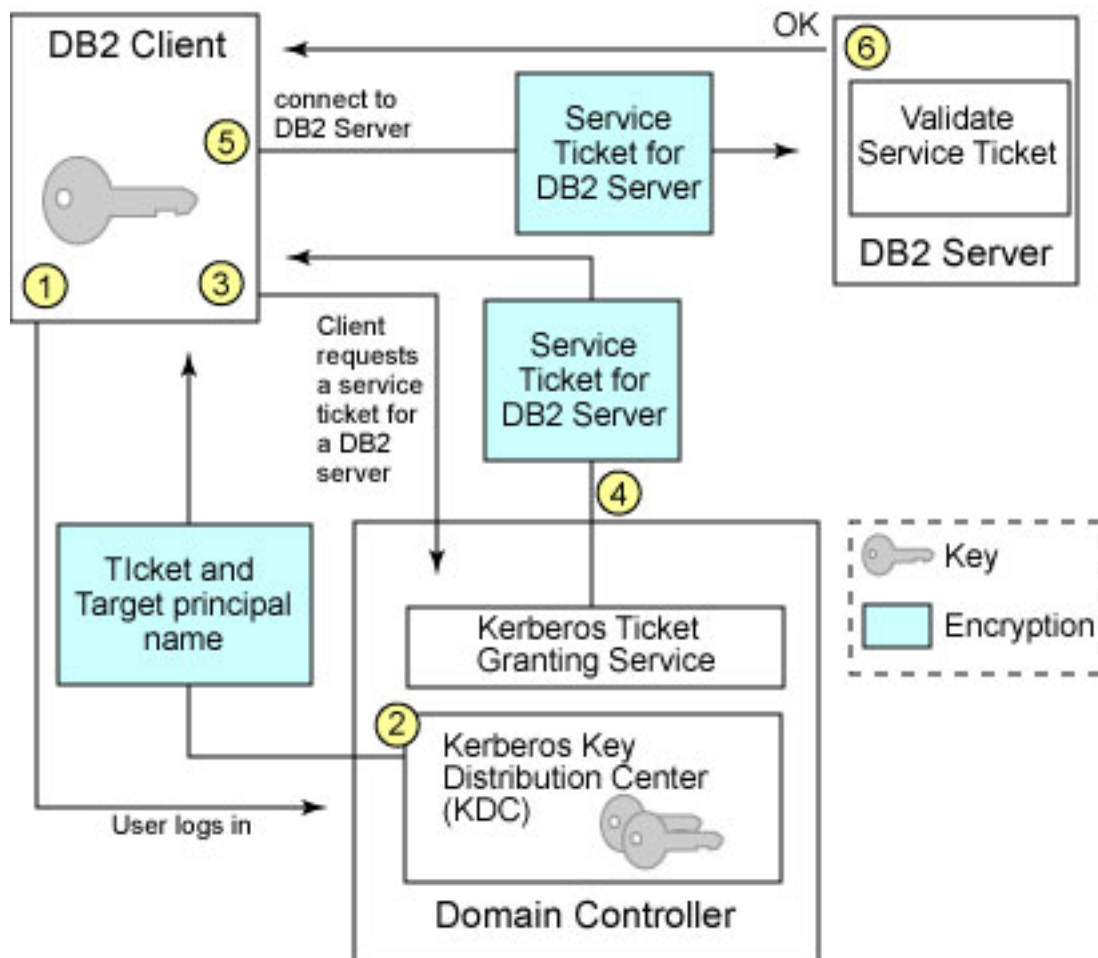 DB2 Client
OK
6
connect to
DB2 Server
5
Service
Ticket for
DB2 Server
Validate
Service Ticket
DB2 Server
1
3
Client
requests
a service
ticket for
a DB2
server
Service
Ticket for
DB2 Server
4
TIcket and
Target principal
name
Key
Encryption
Kerberos Ticket
Granting Service
2
Kerberos Key
Distribution Center
(KDC)
User logs in
Domain Controller